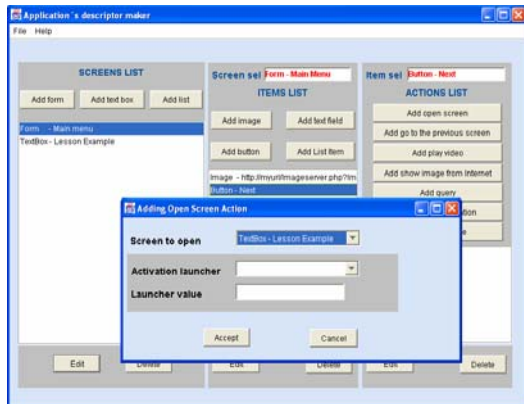 Application´s descriptor maker
File Help
SCREENS LIST
Add form Add text box Add list
Form - Main menu
TextBox - Lesson Example
Edit Delete
Screen sel Form - Main Menu
ITEMS LIST
Add image Add text field
Add button Add List Item
Image - http://myurl/imageserver.php?im
Button - Next
Edit Delete
Item sel Button - Next
ACTIONS LIST
Add open screen
Add go to the previous screen
Add play video
Add show image from Internet
Add query
Edit Delete
Adding Open Screen Action
Screen to open TextBox - Lesson Example
Activation launcher
Launcher value
Accept Cancel